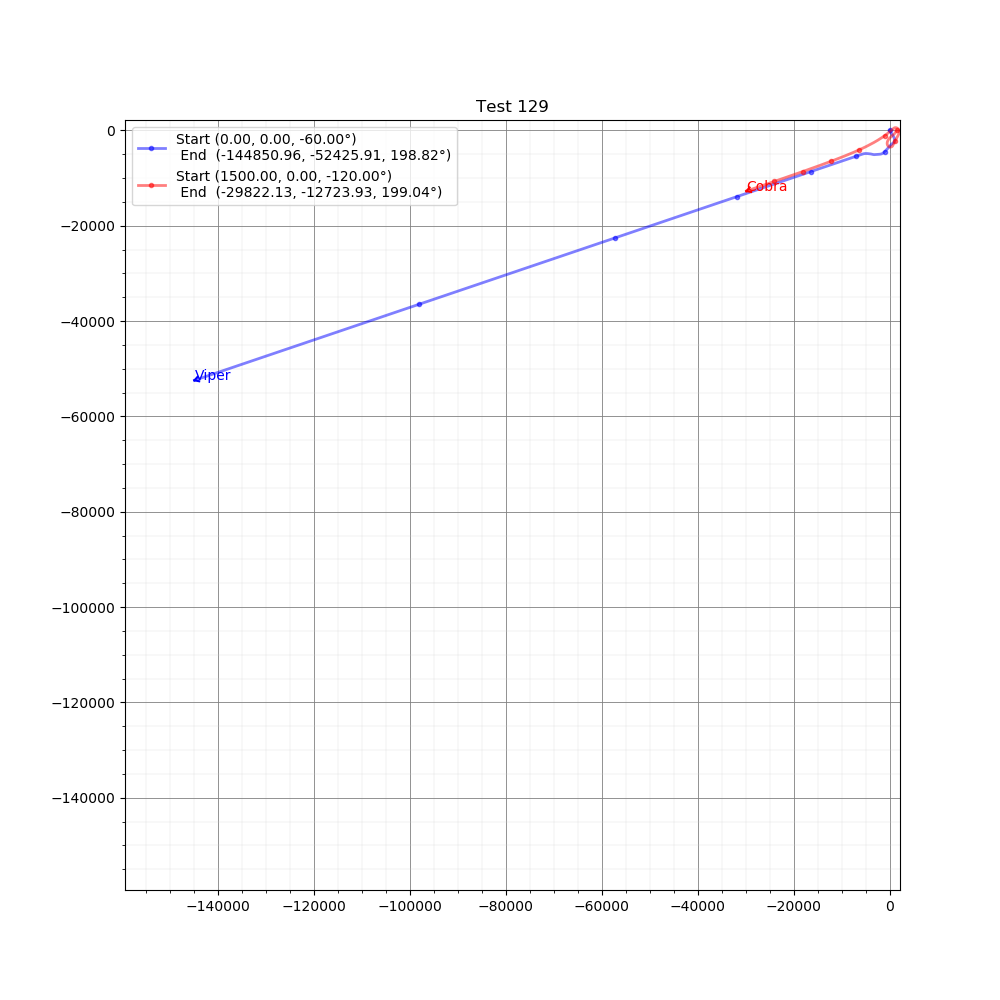 Test 129
Start (0.00, 0.00, -60.00°)
End (-144850.96, -52425.91, 198.82°)
Start (1500.00, 0.00, -120.00°)
End (-29822.13, -12723.93, 199.04°)
Cobra
Viper
0
−20000
−40000
−60000
−80000
−100000
−120000
−140000
−140000 −120000 −100000 −80000 −60000 −40000 −20000 0